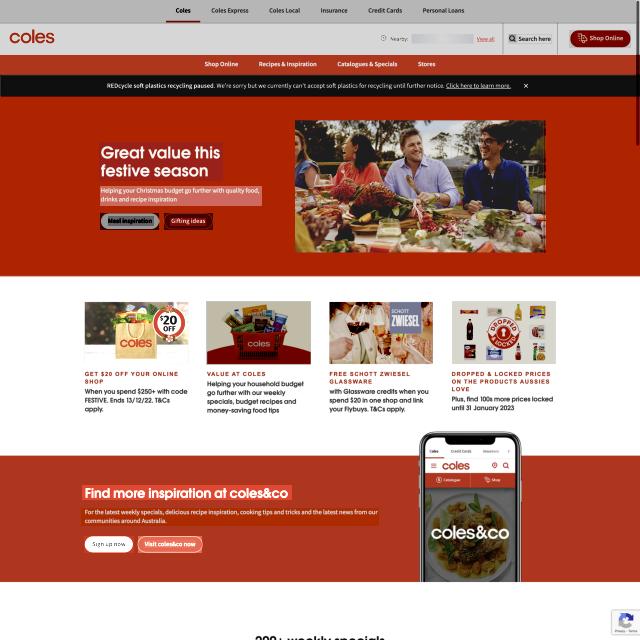 Coles Coles Express Coles Local Insurance Credit Cards Personal Loans
coles Nearby: View all Search here Shop Online
Shop Online Recipes & Inspiration Catalogues & Specials Stores
REDcycle soft plastics recycling paused. We're sorry but we currently can't accept soft plastics for recycling until further notice. Click here to learn more. ×
Great value this
festive season
Helping your Christmas budget go further with quality food,
drinks and recipe inspiration
Meal inspiration Gifting ideas
$20
OFF
coles
coles
SCHOTT
ZWIESEL
DROPPED
& LOCKED
GET $20 OFF YOUR ONLINE
SHOP
When you spend $250+ with code
FESTIVE. Ends 13/12/22. T&Cs
apply.
VALUE AT COLES
Helping your household budget
go further with our weekly
specials, budget recipes and
money-saving food tips
FREE SCHOTT ZWIESEL
GLASSWARE
with Glassware credits when you
spend $20 in one shop and link
your Flybuys. T&Cs apply.
DROPPED & LOCKED PRICES
ON THE PRODUCTS AUSSIES
LOVE
Plus, find 100s more prices locked
until 31 January 2023
Find more inspiration at coles&co
For the latest weekly specials, delicious recipe inspiration, cooking tips and tricks and the latest news from our
communities around Australia.
Sign up now Visit coles&co now
Coles Credit Cards
coles
Catalogue Shop
coles&co
Privacy - Terms